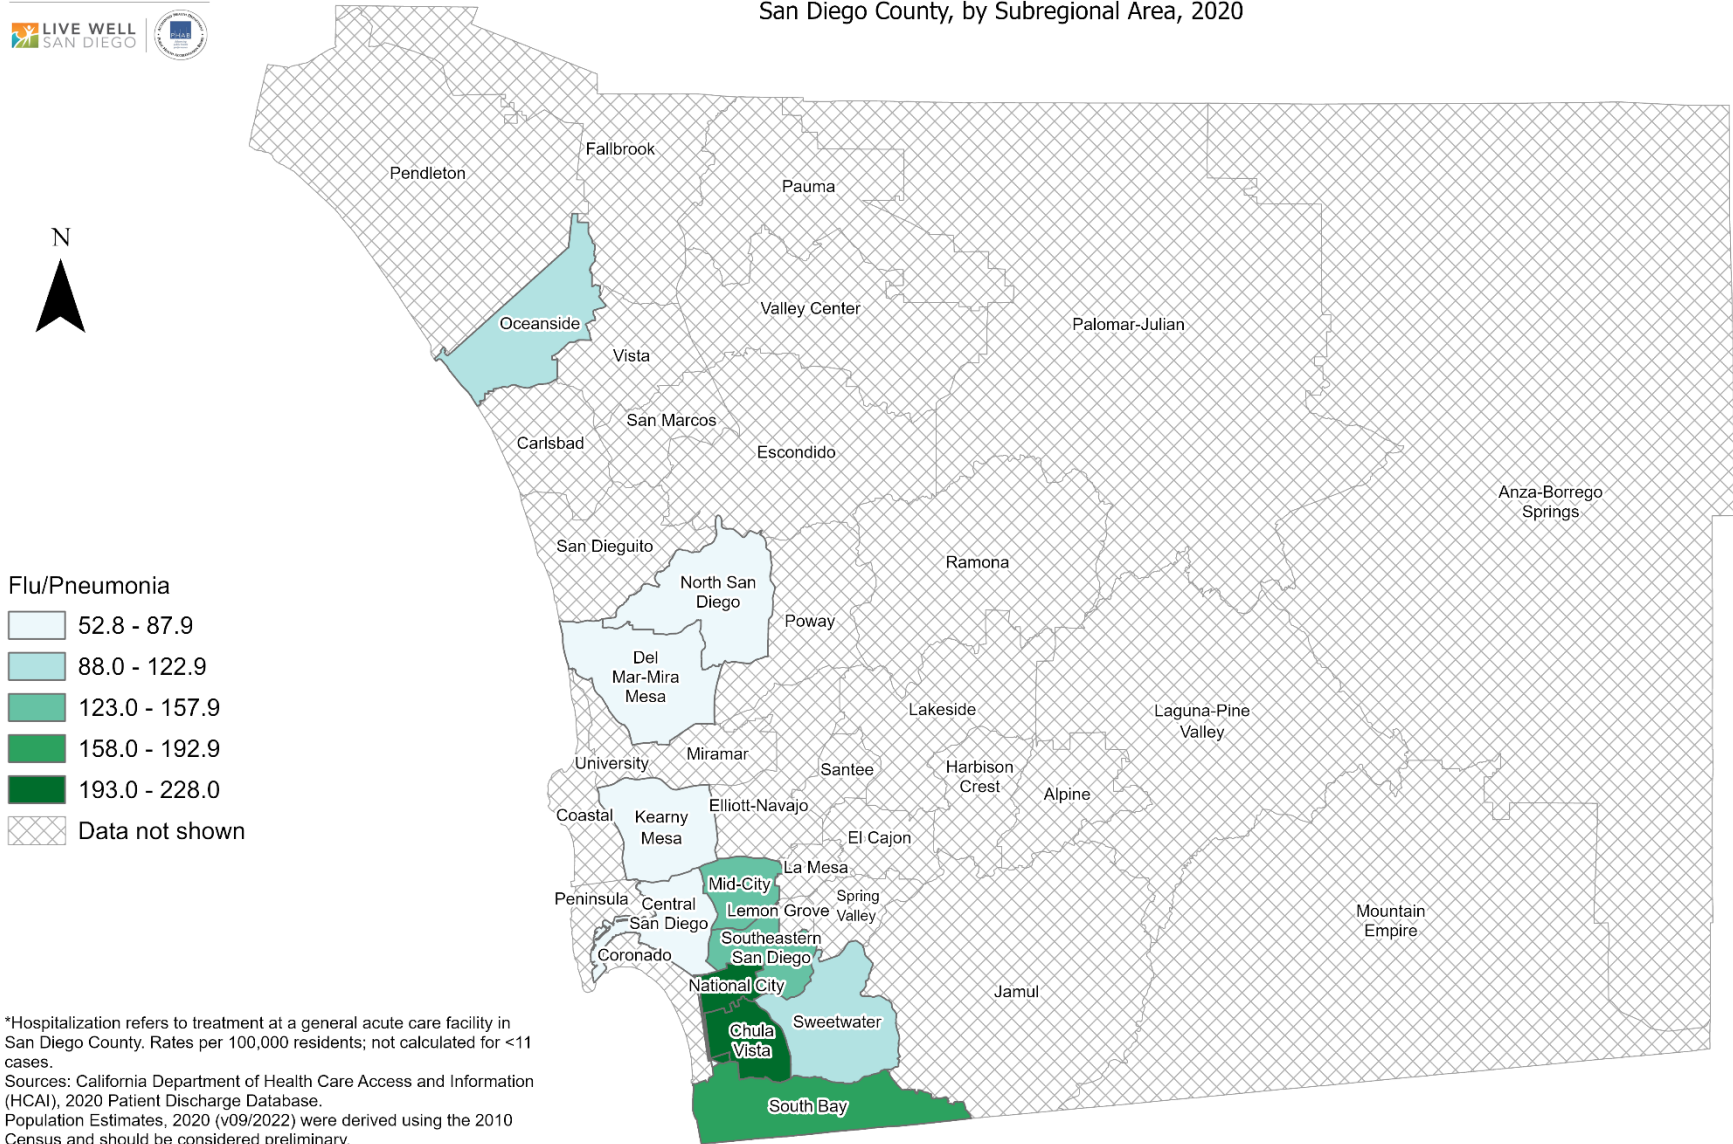 San Diego County, by Subregional Area, 2020
LIVE WELL
SAN DIEGO
PHAB
N
Pendleton
Fallbrook
Pauma
Oceanside
Valley Center
Palomar-Julian
Vista
San Marcos
Carlsbad
Escondido
Anza-Borrego
Springs
San Dieguito
Ramona
North San
Diego
Poway
Del
Mar-Mira
Mesa
Lakeside
Laguna-Pine
Valley
Miramar
University
Santee
Harbison
Crest
Alpine
Elliott-Navajo
Coastal
Kearny
Mesa
El Cajon
La Mesa
Mid-City
Peninsula
Central
San Diego
Lemon Grove
Spring
Valley
Mountain
Empire
Southeastern
San Diego
Coronado
National City
Jamul
Sweetwater
Chula
Vista
South Bay
Flu/Pneumonia
52.8 - 87.9
88.0 - 122.9
123.0 - 157.9
158.0 - 192.9
193.0 - 228.0
Data not shown
*Hospitalization refers to treatment at a general acute care facility in
San Diego County. Rates per 100,000 residents; not calculated for <11
cases.
Sources: California Department of Health Care Access and Information
(HCAI), 2020 Patient Discharge Database.
Population Estimates, 2020 (v09/2022) were derived using the 2010
Census and should be considered preliminary.